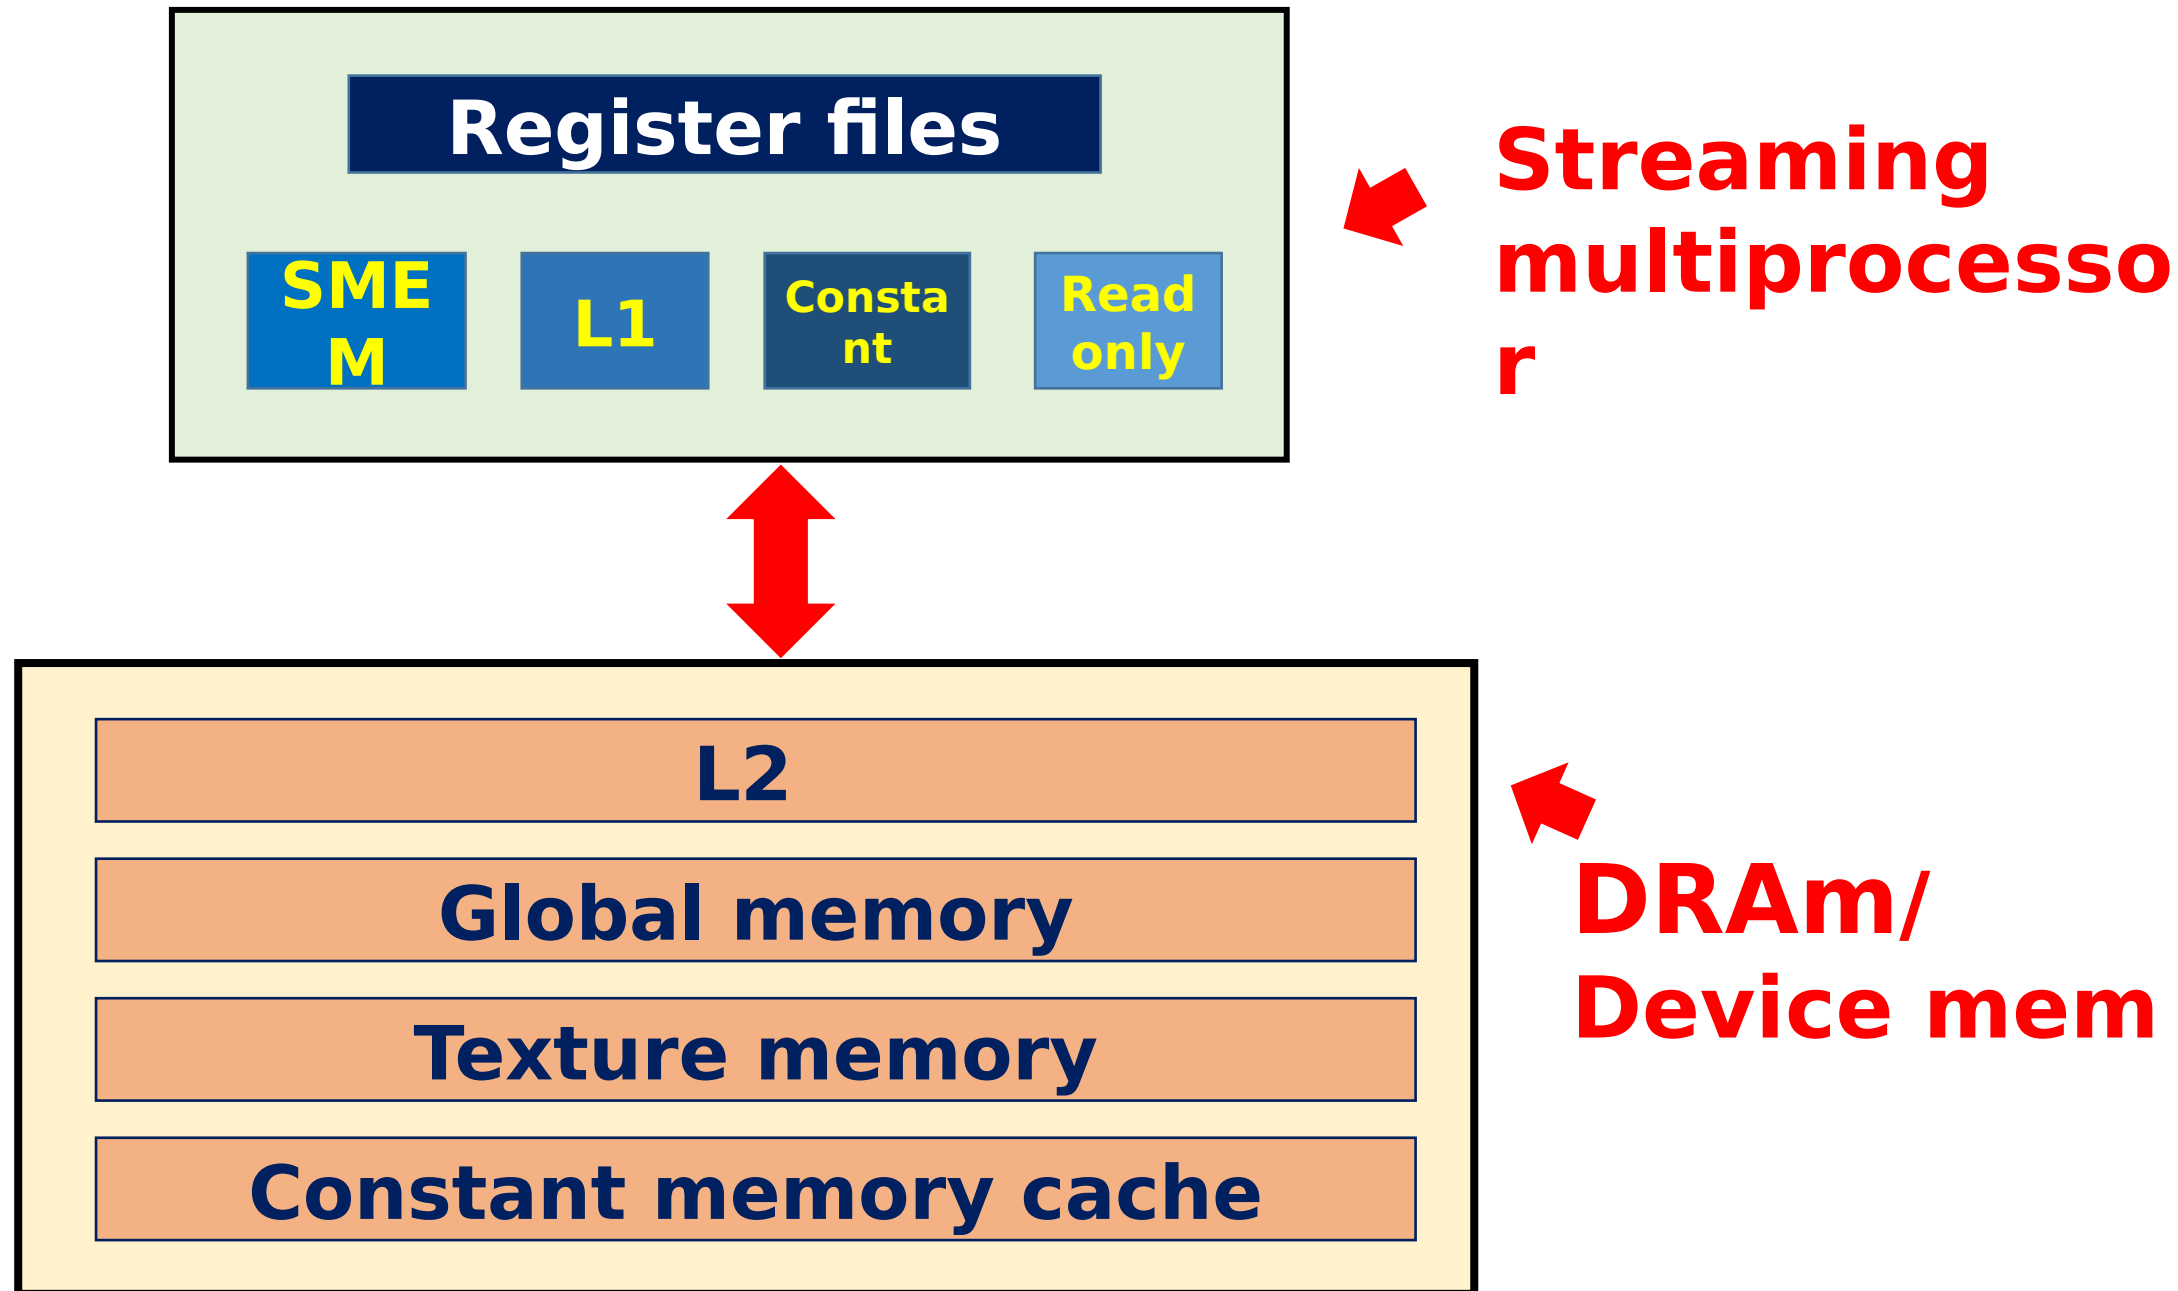 Register files
Streaming
multiprocesso
r
SME
M
L1
Consta
nt
Read
only
L2
Global memory
DRAm/
Device mem
Texture memory
Constant memory cache